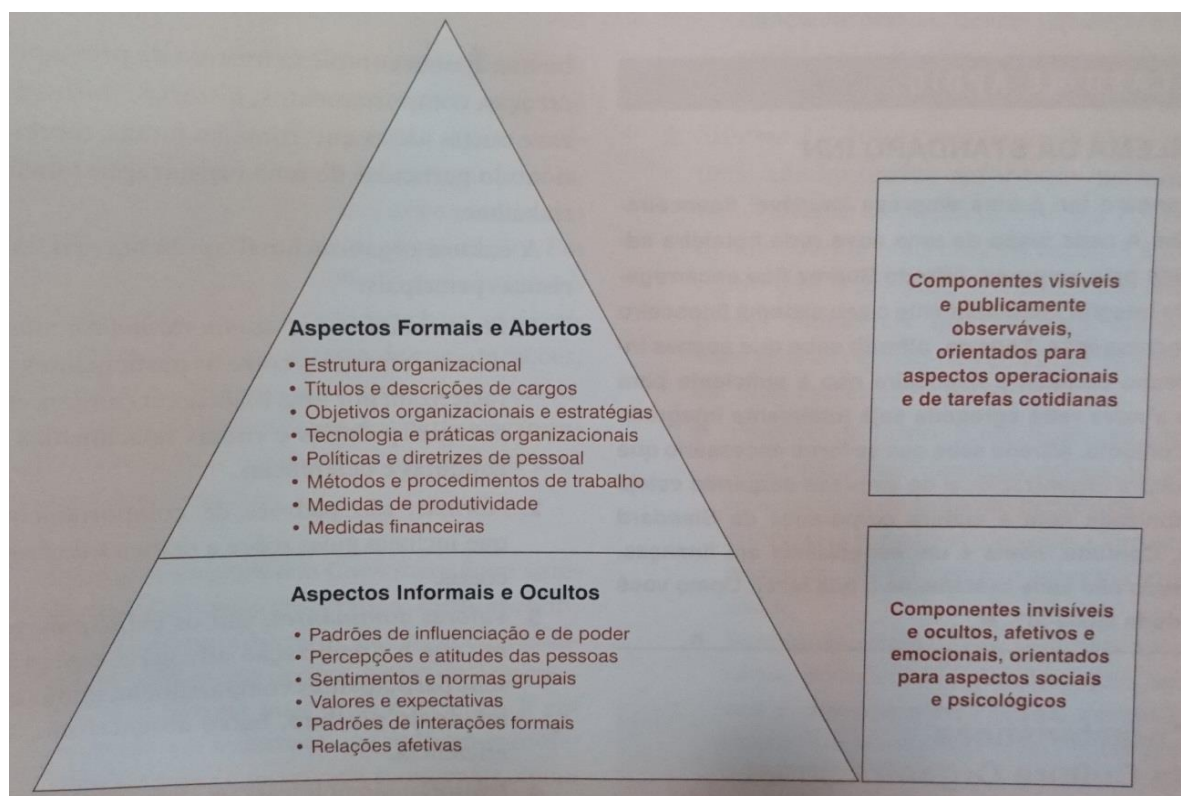 Aspectos Formais e Abertos
• Estrutura organizacional
• Títulos e descrições de cargos
• Objetivos organizacionais e estratégias
• Tecnologia e práticas organizacionais
• Políticas e diretrizes de pessoal
• Métodos e procedimentos de trabalho
• Medidas de produtividade
• Medidas financeiras
Aspectos Informais e Ocultos
• Padrões de influenciação e de poder
• Percepções e atitudes das pessoas
• Sentimentos e normas grupais
• Valores e expectativas
• Padrões de interações formais
• Relações afetivas
Componentes visíveis
e publicamente
observáveis,
orientados para
aspectos operacionais
e de tarefas cotidianas
Componentes invisíveis
e ocultos, afetivos e
emocionais, orientados
para aspectos sociais
e psicológicos